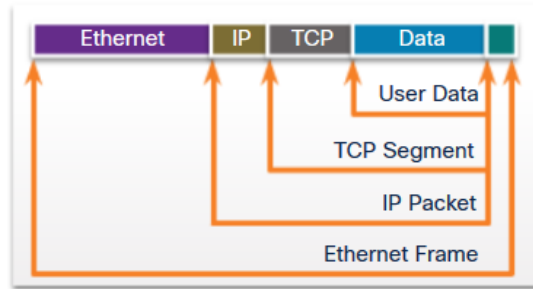 Ethernet IP TCP Data
User Data
TCP Segment
IP Packet
Ethernet Frame